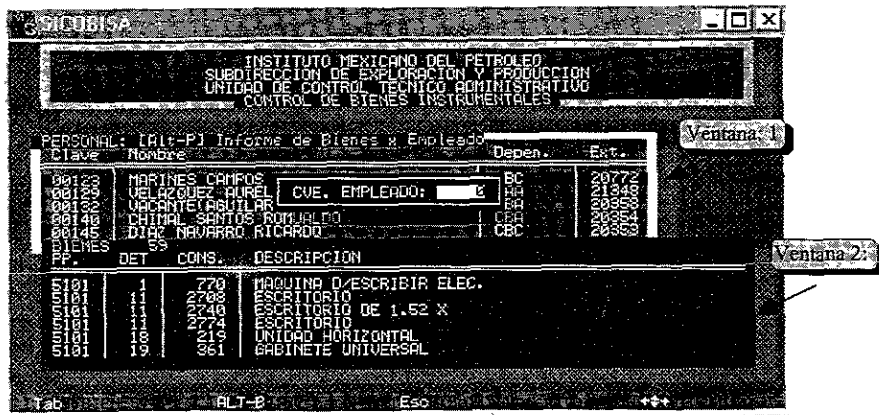 SICOBISA
INSTITUTO MEXICANO DEL PETROLEO
SUBDIRECCION DE EXPLORACION Y PRODUCCION
UNIDAD DE CONTROL TECNICO ADMINISTRATIVO
CONTROL DE BIENES INSTRUMENTALES
Ventana: 1
PERSONAL: [Alt-P] Informe de Bienes x Empleado
Clave Nombre Depen. Ext.
00123 MARINES CAMPOS BC 20772
00129 VELAZQUEZ AUREL AA 21348
00132 VACANTE(AGUILAR BA 20353
00140 CHIMAL SANTOS ROMUALDO CBA 20354
00145 DIAZ NAVARRO RICARDO CBC 20353
CVE. EMPLEADO: 0
BIENES 59
PP. DET CONS. DESCRIPCION
Ventana 2:
5101 1 770 MAQUINA D/ESCRIBIR ELEC.
5101 11 2708 ESCRITORIO
5101 11 2740 ESCRITORIO DE 1.52 X
5101 11 2774 ESCRITORIO
5101 18 219 UNIDAD HORIZONTAL
5101 19 361 GABINETE UNIVERSAL
Tab ALT-B Esc